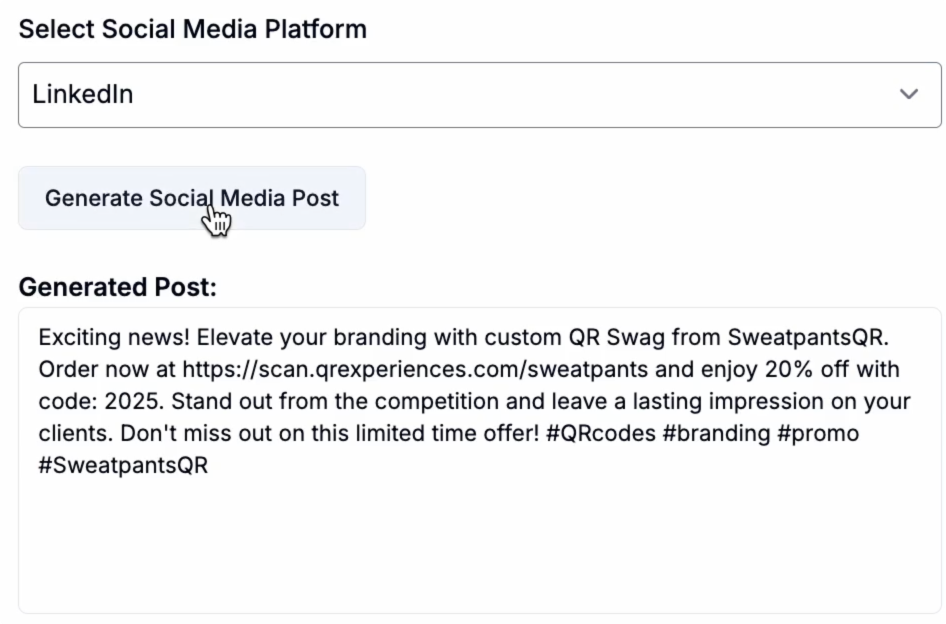 Select Social Media Platform
LinkedIn
Generate Social Media Post
Generated Post:
Exciting news! Elevate your branding with custom QR Swag from SweatpantsQR.
Order now at https://scan.qrexperiences.com/sweatpants and enjoy 20% off with
code: 2025. Stand out from the competition and leave a lasting impression on your
clients. Don't miss out on this limited time offer! #QRcodes #branding #promo
#SweatpantsQR